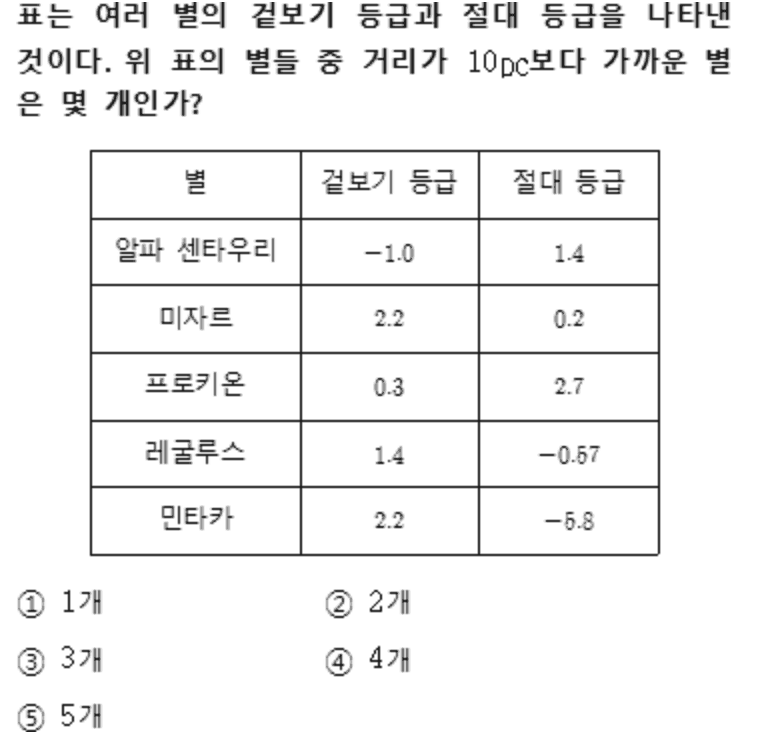 표는 여러 별의 겉보기 등급과 절대 등급을 나타낸
것이다. 위 표의 별들 중 거리가 10pc보다 가까운 별
은 몇 개인가?
별 겉보기 등급 절대 등급
알파 센타우리 −1.0 1.4
미자르 2.2 0.2
프로키온 0.3 2.7
레굴루스 1.4 −0.57
민타카 2.2 −5.8
① 1개 ② 2개
③ 3개 ④ 4개
⑤ 5개